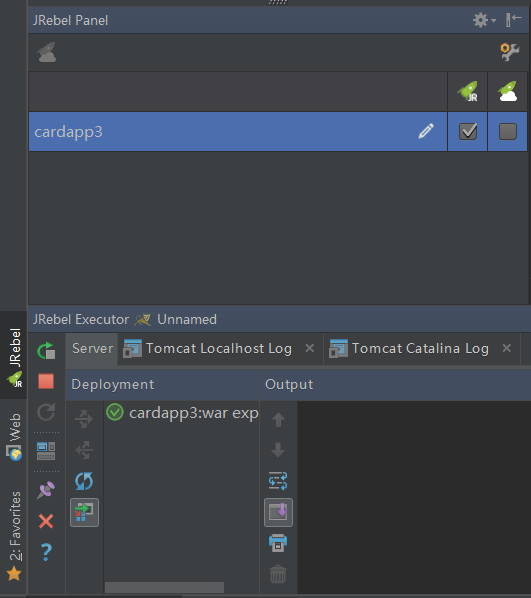 JRebel Panel
JR
cardapp3
JRebel Executor Unnamed
Server Tomcat Localhost Log Tomcat Catalina Log
Deployment Output
cardapp3:war exp
JRebel
JR
Web
2: Favorites